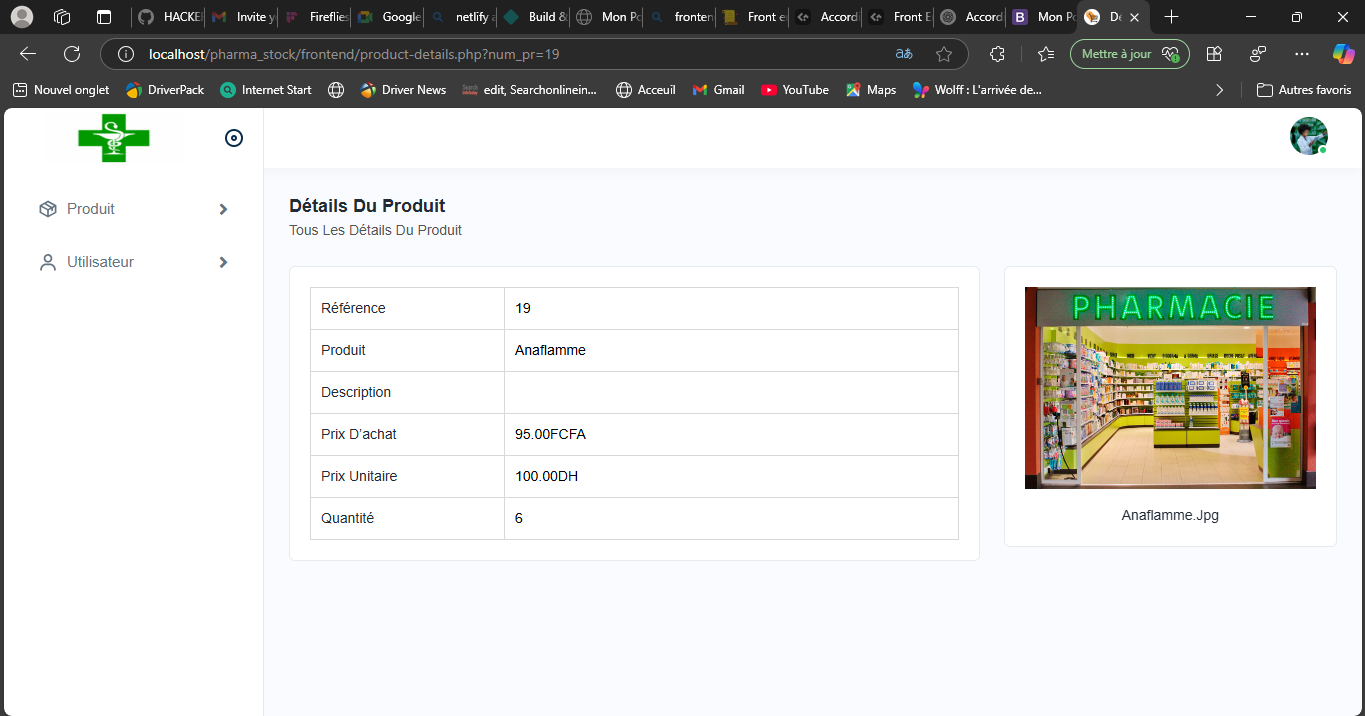 HACKE
Invite y
Fireflies
Google
netlify a
Build &
Mon Po
fronten
Front e
Accord
Front E
Accord
Mon Po
De
localhost/pharma_stock/frontend/product-details.php?num_pr=19
Mettre à jour
Nouvel onglet
DriverPack
Internet Start
Driver News
edit, Searchonlinein...
Acceuil
Gmail
YouTube
Maps
Wolff : L'arrivée de...
Autres favoris
Produit
Utilisateur
Détails Du Produit
Tous Les Détails Du Produit
Référence 19
Produit Anaflamme
Description
Prix D'achat 95.00FCFA
Prix Unitaire 100.00DH
Quantité 6
PHARMACIE
Anaflamme.Jpg